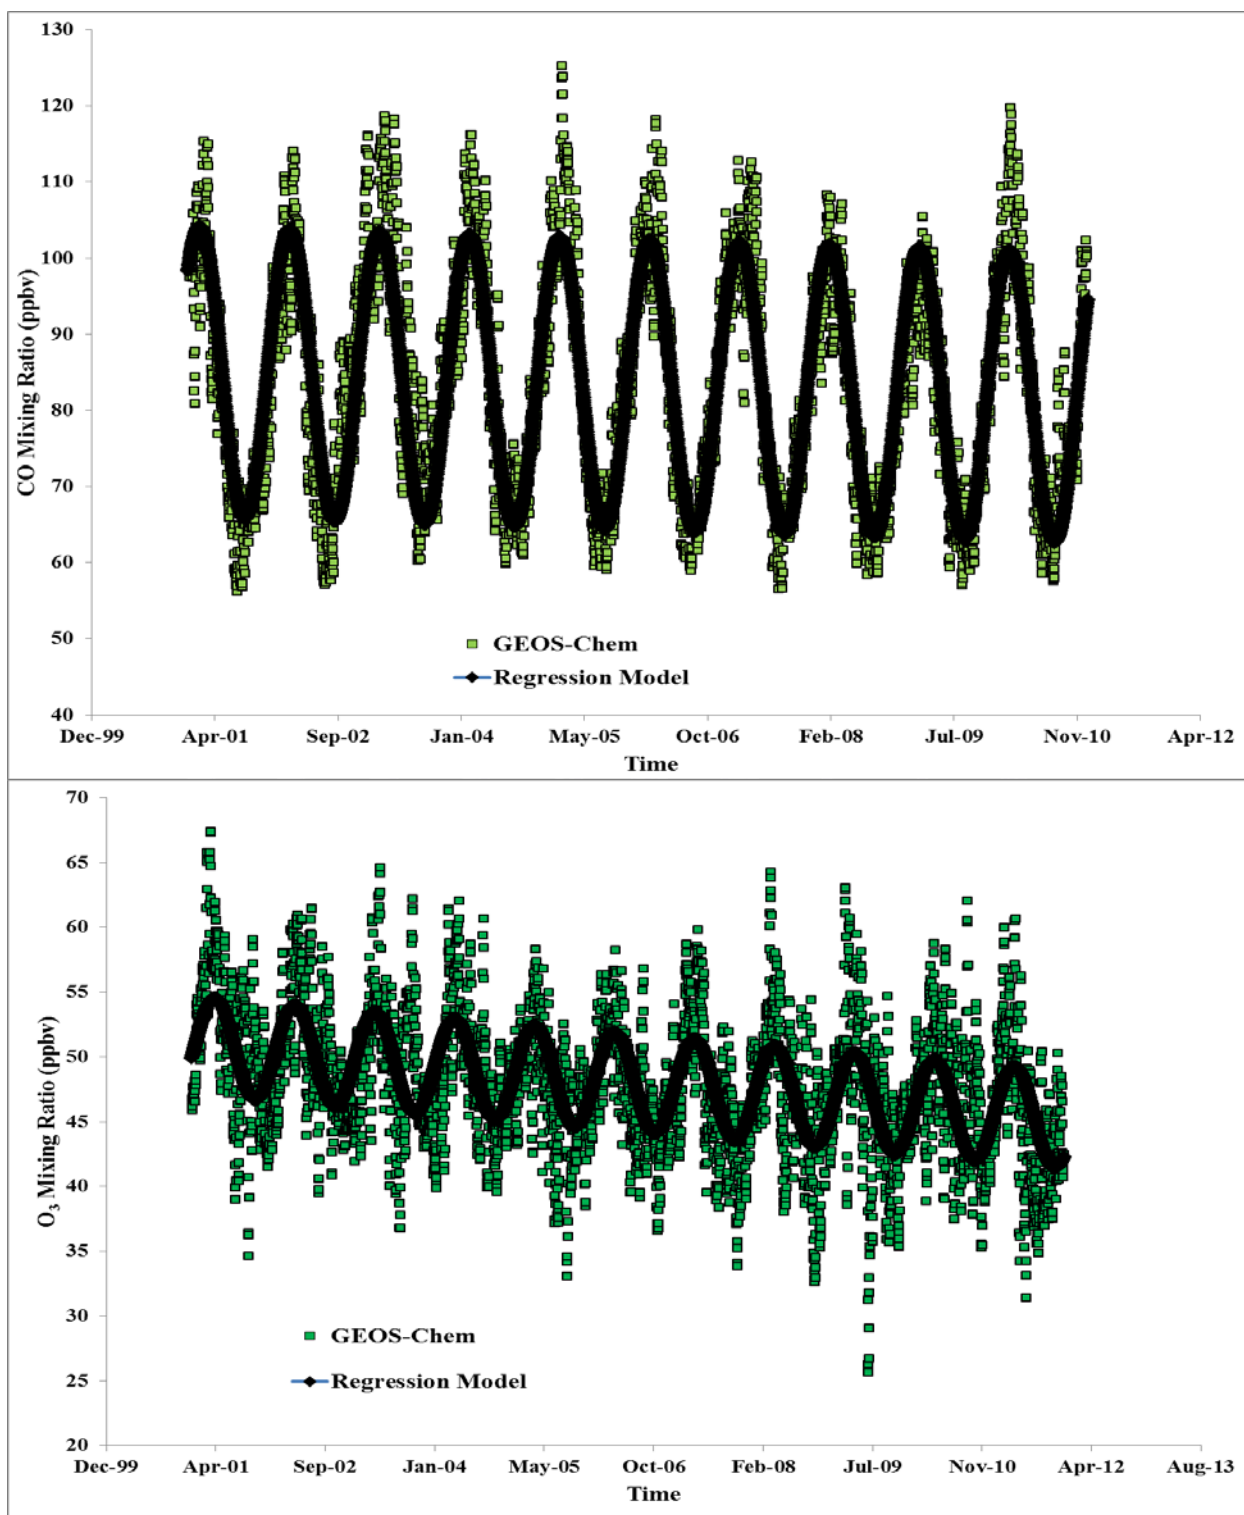 130
120
110
100
90
80
70
60
50
40
CO Mixing Ratio (ppbv)
GEOS-Chem
Regression Model
Dec-99 Apr-01 Sep-02 Jan-04 May-05 Oct-06 Feb-08 Jul-09 Nov-10 Apr-12
Time
70
65
60
55
50
45
40
35
30
25
20
O₃ Mixing Ratio (ppbv)
GEOS-Chem
Regression Model
Dec-99 Apr-01 Sep-02 Jan-04 May-05 Oct-06 Feb-08 Jul-09 Nov-10 Apr-12 Aug-13
Time